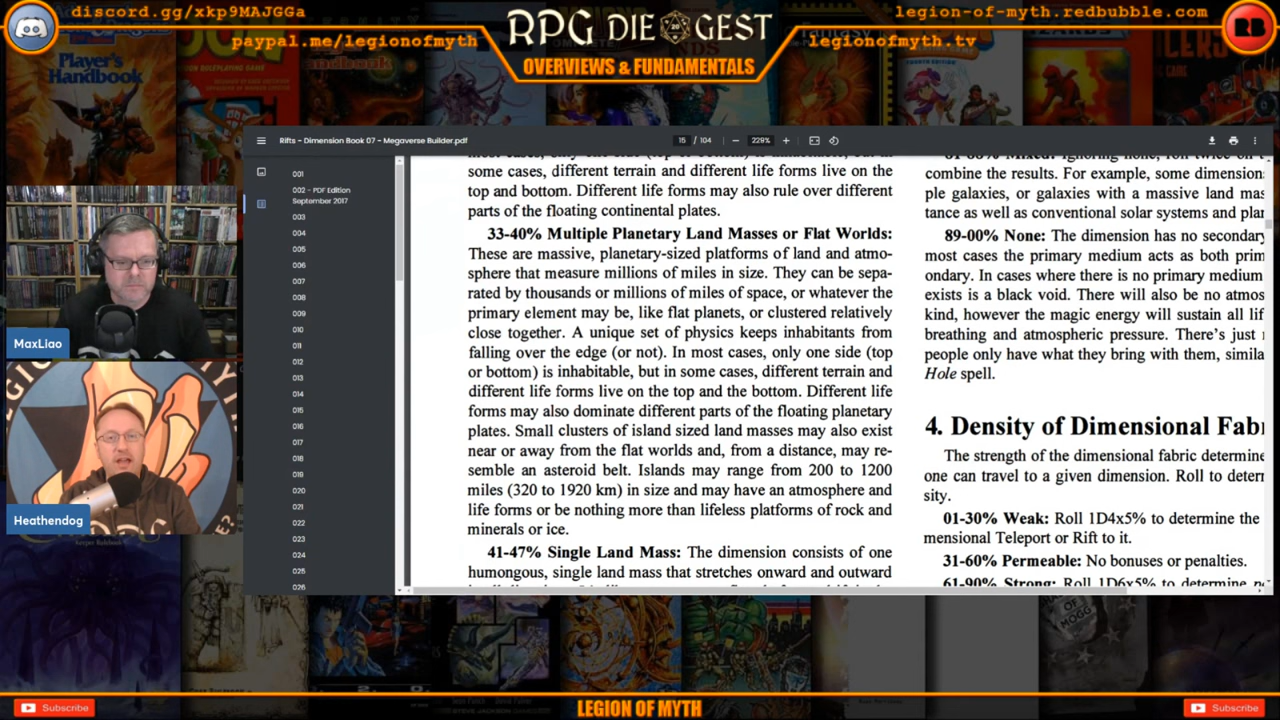 discord.gg/xkp9MAJGGa
paypal.me/legionofmyth
RPG DIE GEST
OVERVIEWS & FUNDAMENTALS
legion-of-myth.redbubble.com
legionofmyth.tv
Player's
Handbook
Rifts - Dimension Book 07 - Megaverse Builder.pdf
15 / 104
229%
001
002 - PDF Edition
September 2017
003
004
005
006
007
008
009
010
011
012
013
014
015
016
017
018
019
020
021
022
023
024
025
026
some cases, different terrain and different life forms live on the
top and bottom. Different life forms may also rule over different
parts of the floating continental plates.
33-40% Multiple Planetary Land Masses or Flat Worlds:
These are massive, planetary-sized platforms of land and atmo-
sphere that measure millions of miles in size. They can be sepa-
rated by thousands or millions of miles of space, or whatever the
primary element may be, like flat planets, or clustered relatively
close together. A unique set of physics keeps inhabitants from
falling over the edge (or not). In most cases, only one side (top
or bottom) is inhabitable, but in some cases, different terrain and
different life forms live on the top and the bottom. Different life
forms may also dominate different parts of the floating planetary
plates. Small clusters of island sized land masses may also exist
near or away from the flat worlds and, from a distance, may re-
semble an asteroid belt. Islands may range from 200 to 1200
miles (320 to 1920 km) in size and may have an atmosphere and
life forms or be nothing more than lifeless platforms of rock and
minerals or ice.
41-47% Single Land Mass: The dimension consists of one
humongous, single land mass that stretches onward and outward
combine the results. For example, some dimension
ple galaxies, or galaxies with a massive land mas
tance as well as conventional solar systems and plan
89-00% None: The dimension has no secondary
most cases the primary medium acts as both prim
ondary. In cases where there is no primary medium
exists is a black void. There will also be no atmos
kind, however the magic energy will sustain all lif
breathing and atmospheric pressure. There's just
people only have what they bring with them, simila
Hole spell.
4. Density of Dimensional Fab
The strength of the dimensional fabric determine
one can travel to a given dimension. Roll to deter
sity.
01-30% Weak: Roll 1D4x5% to determine the
mensional Teleport or Rift to it.
31-60% Permeable: No bonuses or penalties.
61-90% Strong: Roll 1D6x5% to determine
MaxLiao
Heathendog
Subscribe
LEGION OF MYTH
Subscribe